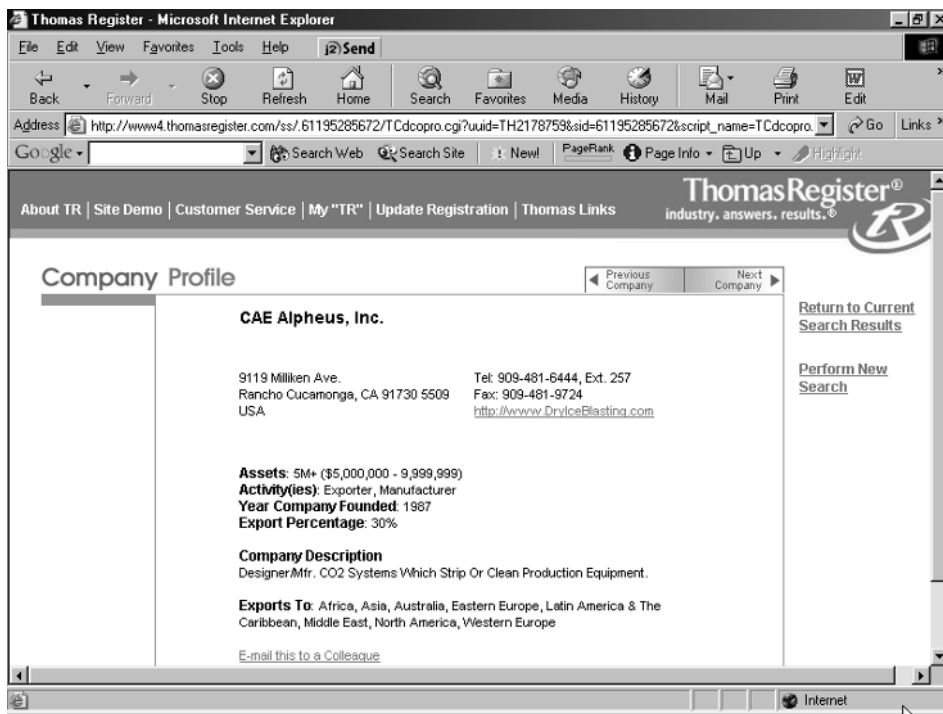 Thomas Register - Microsoft Internet Explorer
File Edit View Favorites Tools Help j2 Send
Back Forward Stop Refresh Home Search Favorites Media History Mail Print Edit
Address http://www4.thomasregister.com/ss/.61195285672/TCdcopro.cgi?uuid=TH2178759&sid=61195285672&script_name=TCdcopro. Go Links »
Google Search Web Search Site New! PageRank Page Info Up Highlight
ThomasRegister®
industry. answers. results.®
TR
About TR | Site Demo | Customer Service | My "TR" | Update Registration | Thomas Links
Company Profile
Previous Company
Next Company
Return to Current
Search Results
Perform New
Search
CAE Alpheus, Inc.
9119 Milliken Ave.
Rancho Cucamonga, CA 91730 5509
USA
Tel: 909-481-6444, Ext. 257
Fax: 909-481-9724
http://www.DryIceBlasting.com
Assets: 5M+ ($5,000,000 - 9,999,999)
Activity(ies): Exporter, Manufacturer
Year Company Founded: 1987
Export Percentage: 30%
Company Description
Designer/Mfr. CO2 Systems Which Strip Or Clean Production Equipment.
Exports To: Africa, Asia, Australia, Eastern Europe, Latin America & The
Caribbean, Middle East, North America, Western Europe
E-mail this to a Colleague
Internet